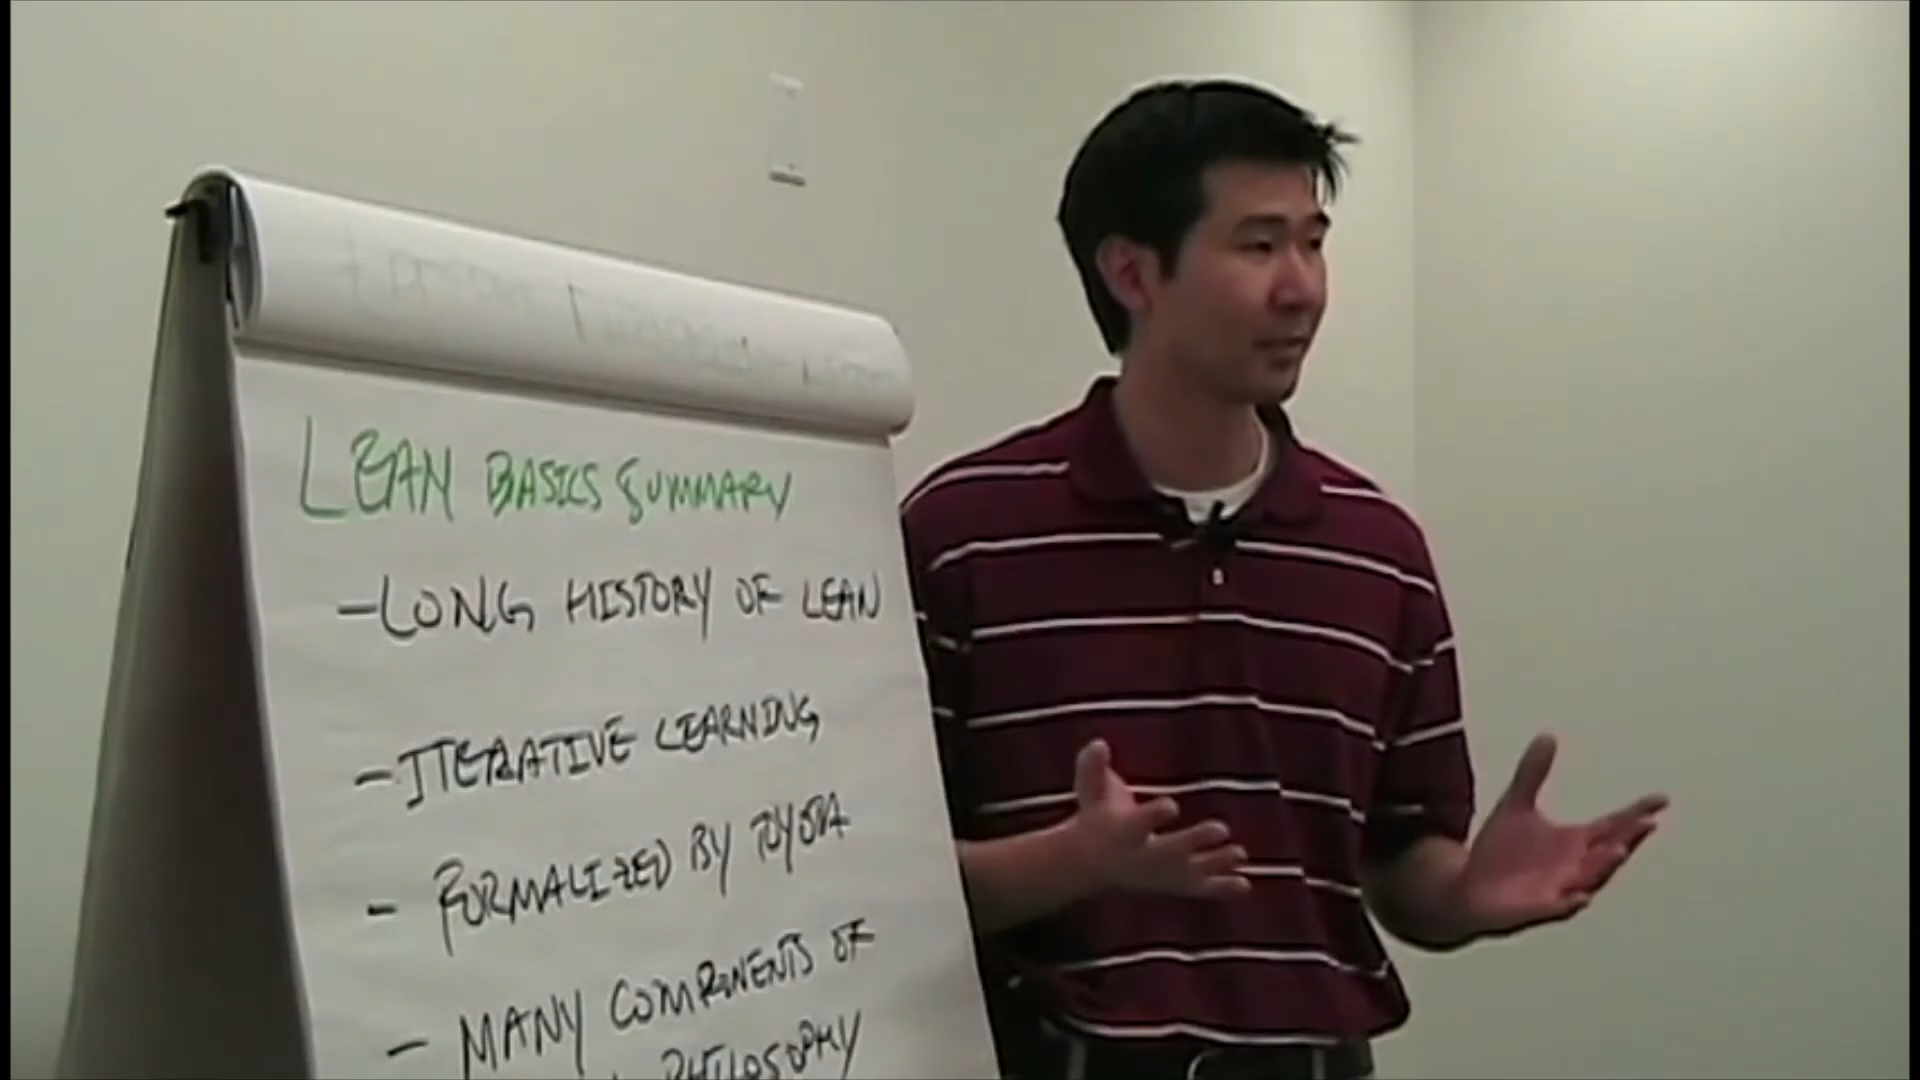 LEAN BASICS SUMMARY
-LONG HISTORY OF LEAN
-ITERATIVE LEARNING
- FORMALIZED BY TOYOTA
- MANY COMPONENTS OF
PHILOSOPHY